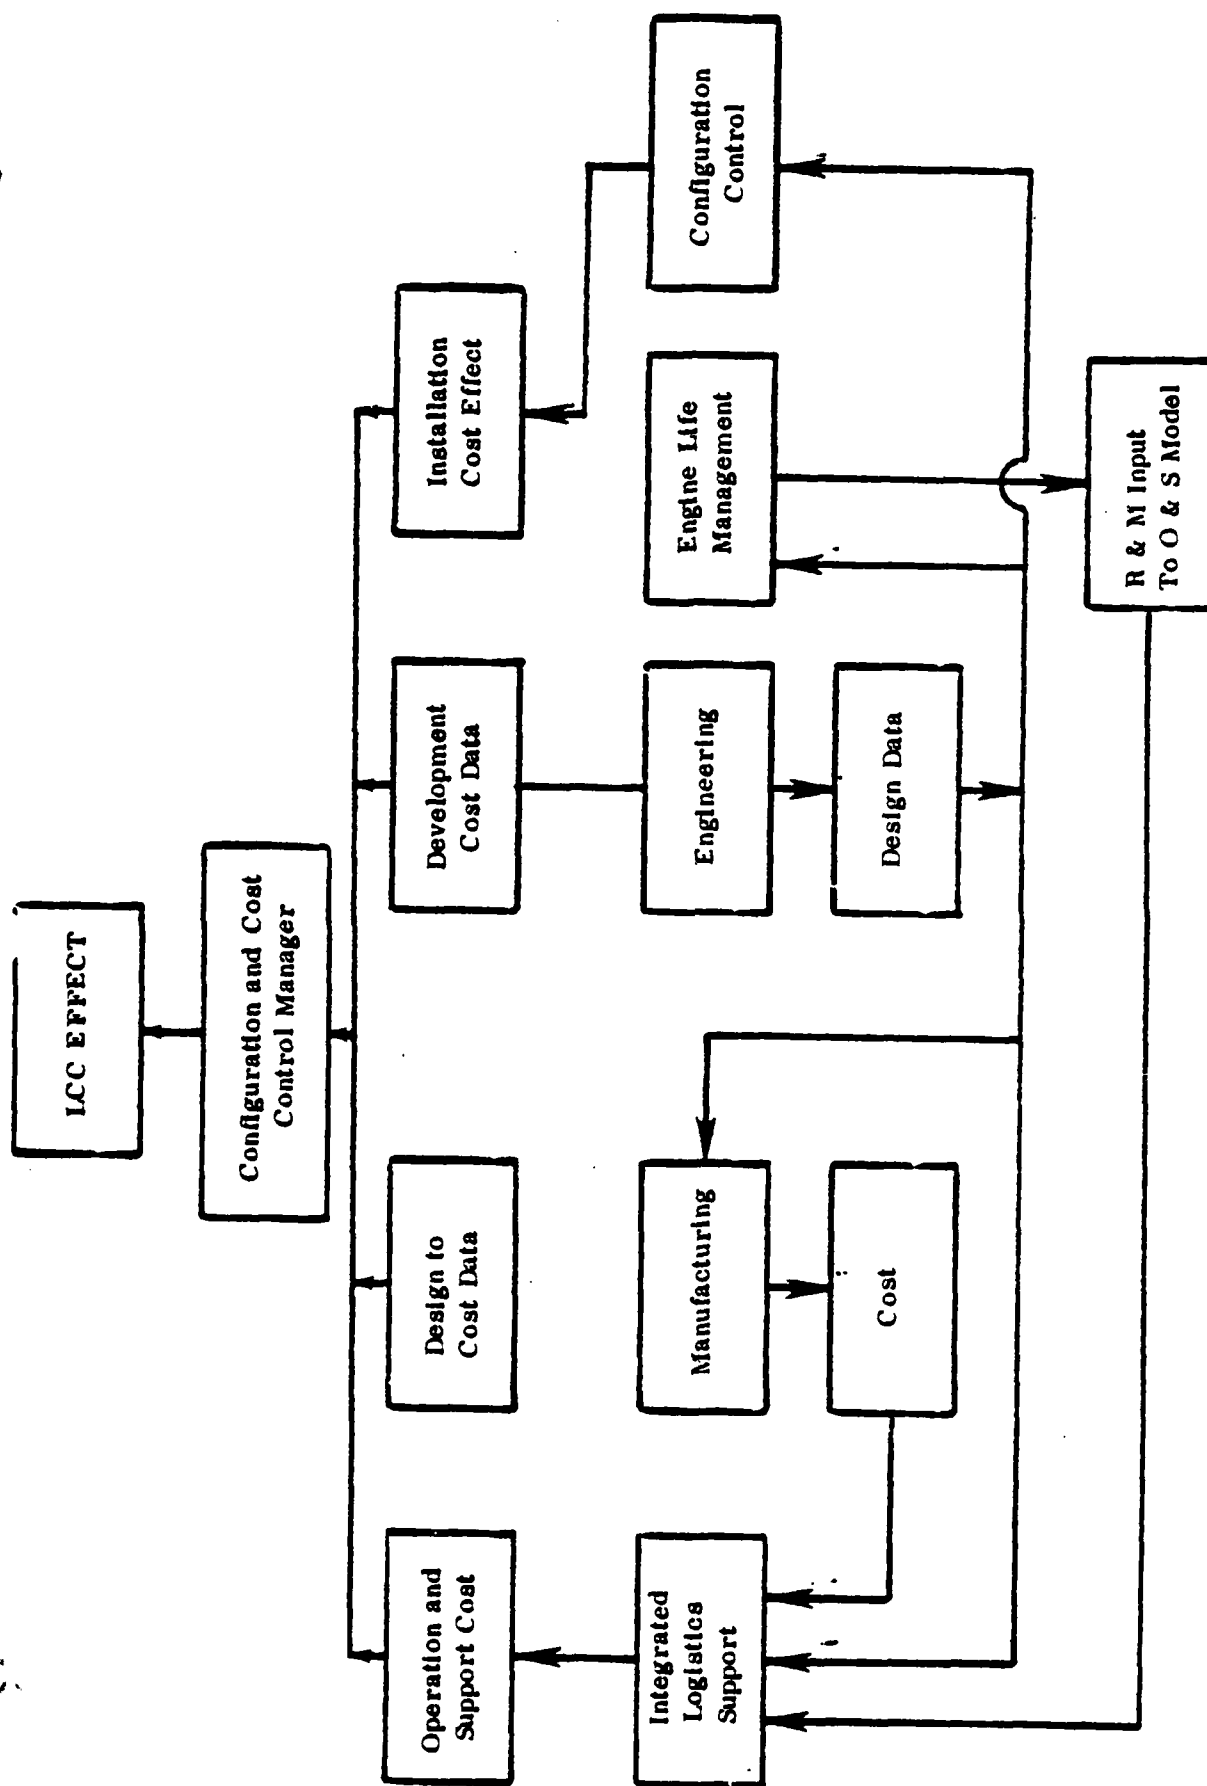 LCC EFFECT
Configuration and Cost
Control Manager
Operation and
Support Cost
Design to
Cost Data
Development
Cost Data
Installation
Cost Effect
Integrated
Logistics
Support
Manufacturing
Engineering
Engine Life
Management
Configuration
Control
Cost
Design Data
R & M Input
To O & S Model